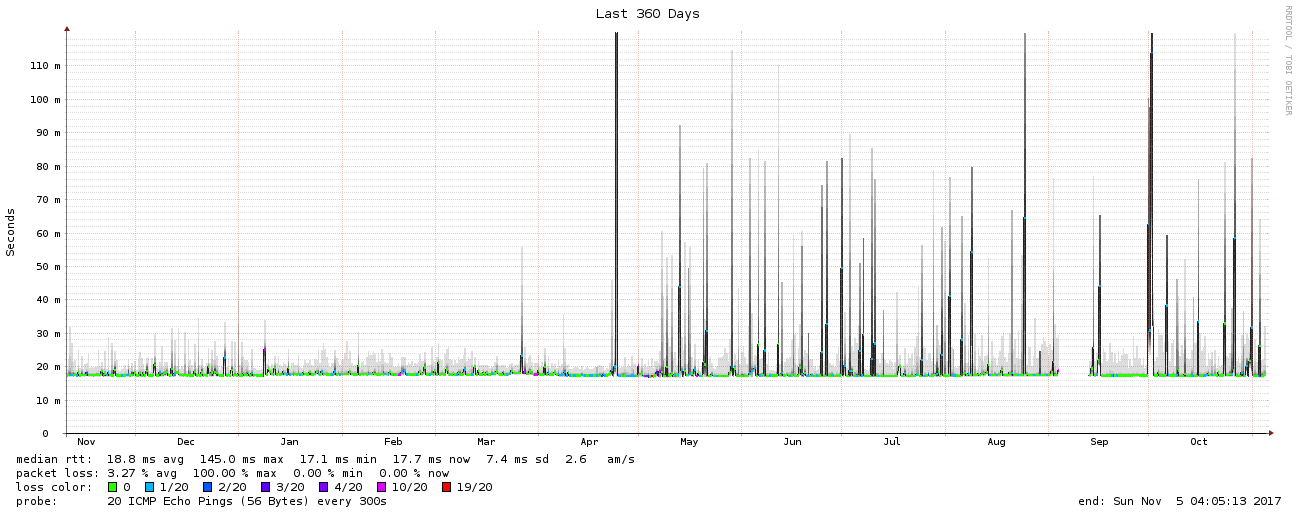 Last 360 Days
RRDTOOL / TOBI OETIKER
Seconds
110 m
100 m
90 m
80 m
70 m
60 m
50 m
40 m
30 m
20 m
10 m
0
Nov Dec Jan Feb Mar Apr May Jun Jul Aug Sep Oct
median rtt: 18.8 ms avg 145.0 ms max 17.1 ms min 17.7 ms now 7.4 ms sd 2.6 am/s
packet loss: 3.27 % avg 100.00 % max 0.00 % min 0.00 % now
loss color: 0 1/20 2/20 3/20 4/20 10/20 19/20
probe: 20 ICMP Echo Pings (56 Bytes) every 300s end: Sun Nov 5 04:05:13 2017